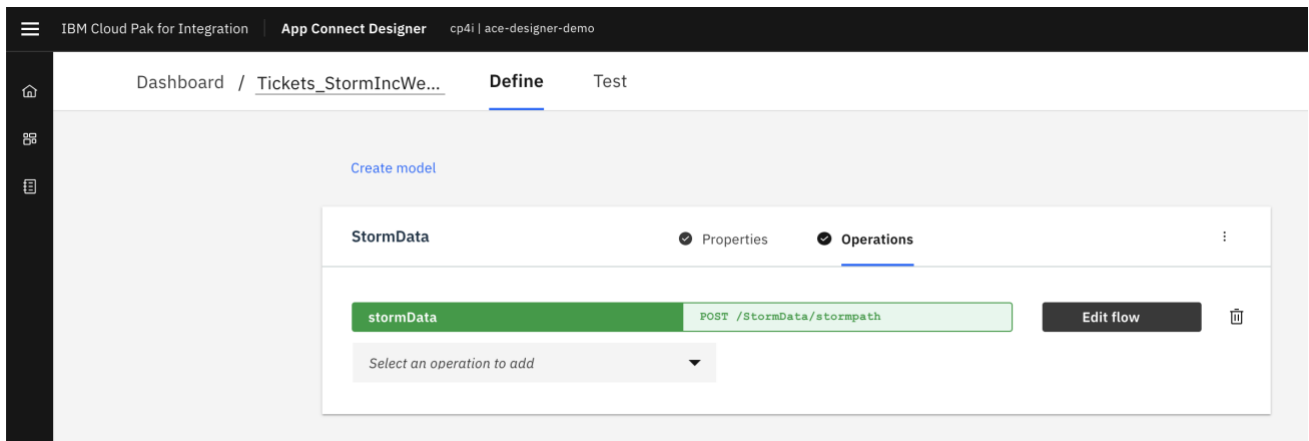 IBM Cloud Pak for Integration App Connect Designer cp4i | ace-designer-demo
Dashboard / Tickets_StormIncWe... Define Test
Create model
StormData Properties Operations
stormData POST /StormData/stormpath Edit flow
Select an operation to add